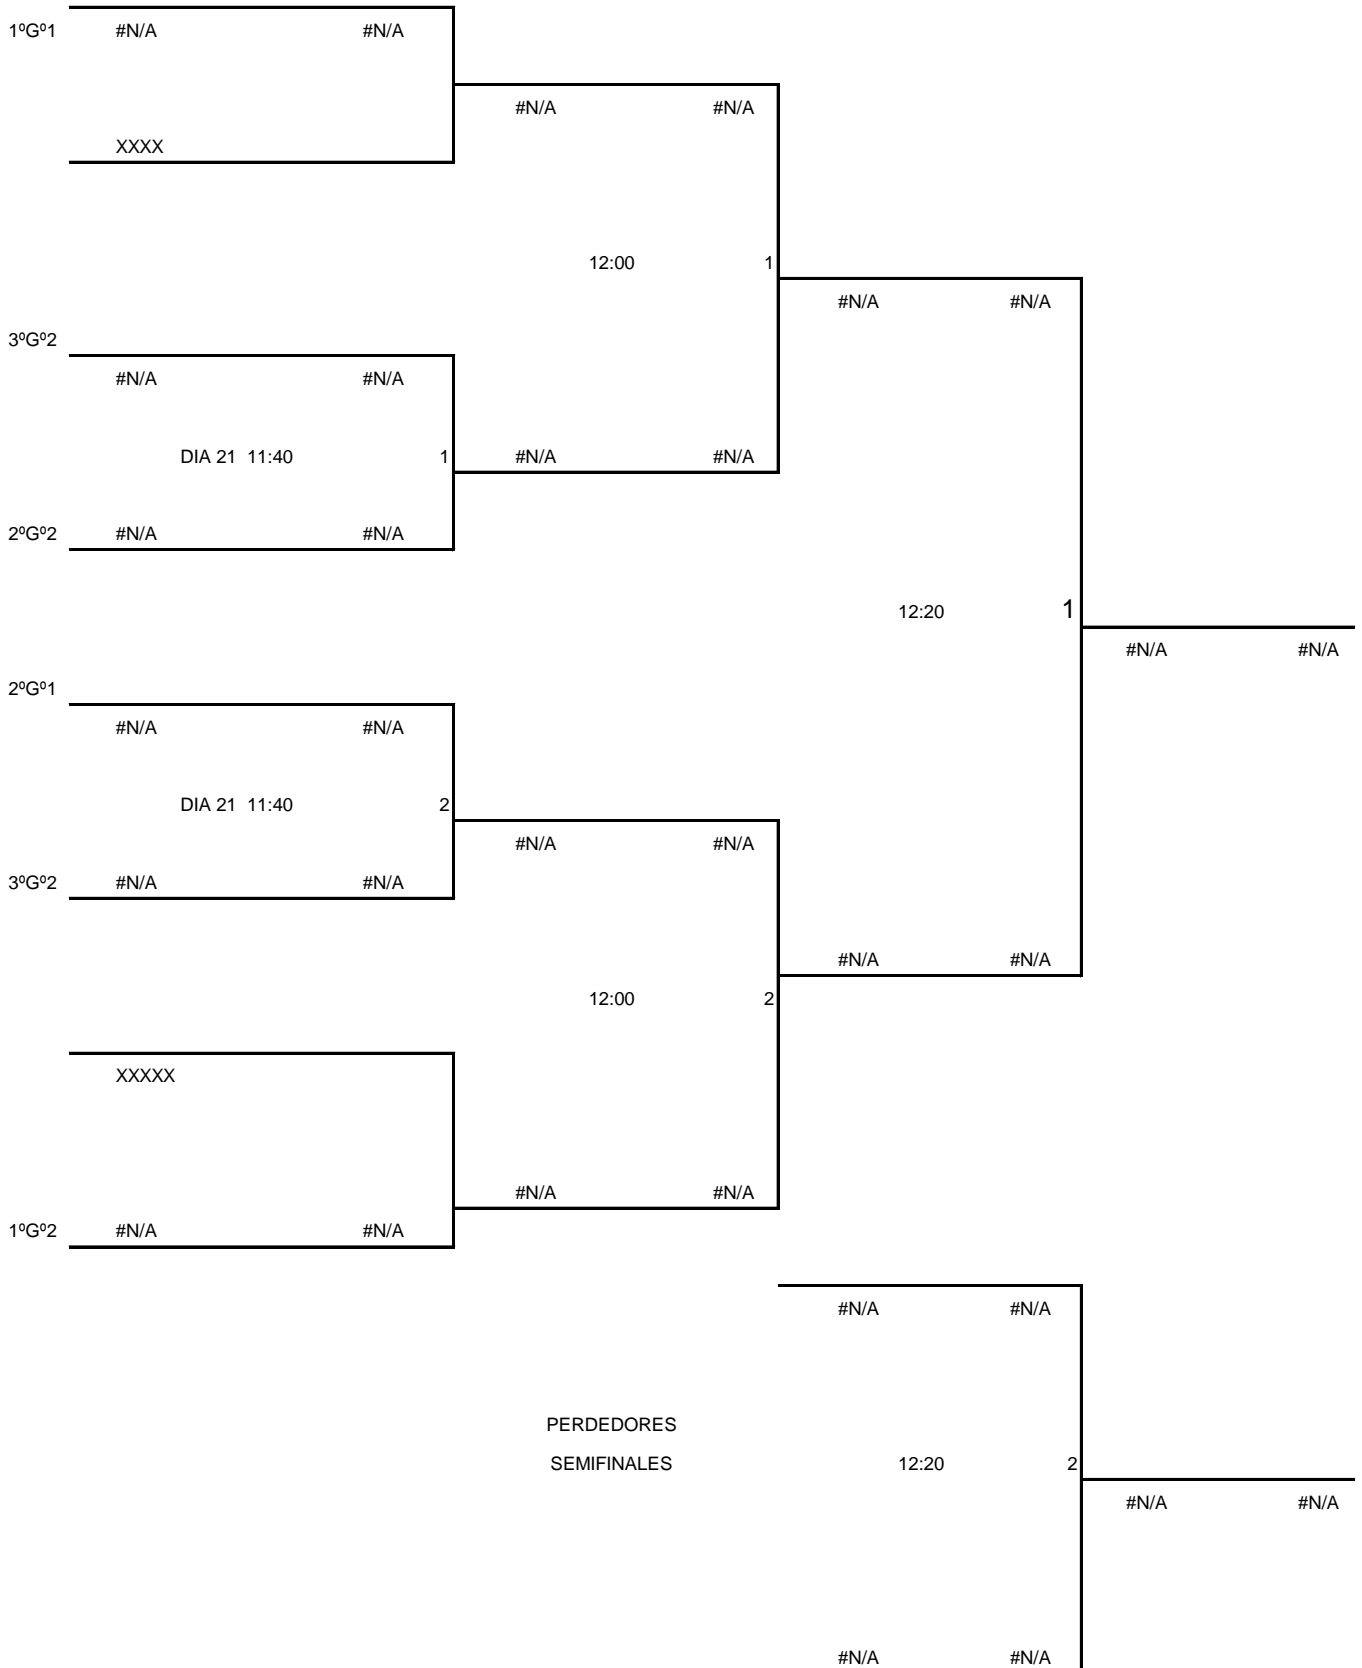 1ºGº1 #N/A #N/A
#N/A #N/A
XXXX
12:00 1
#N/A #N/A
3ºGº2
#N/A #N/A
DIA 21 11:40 1 #N/A #N/A
2ºGº2 #N/A #N/A
12:20 1
#N/A #N/A
2ºGº1
#N/A #N/A
DIA 21 11:40 2
#N/A #N/A
3ºGº2 #N/A #N/A
#N/A #N/A
12:00 2
XXXXX
#N/A #N/A
1ºGº2 #N/A #N/A
#N/A #N/A
PERDEDORES
SEMIFINALES 12:20 2
#N/A #N/A
#N/A #N/A